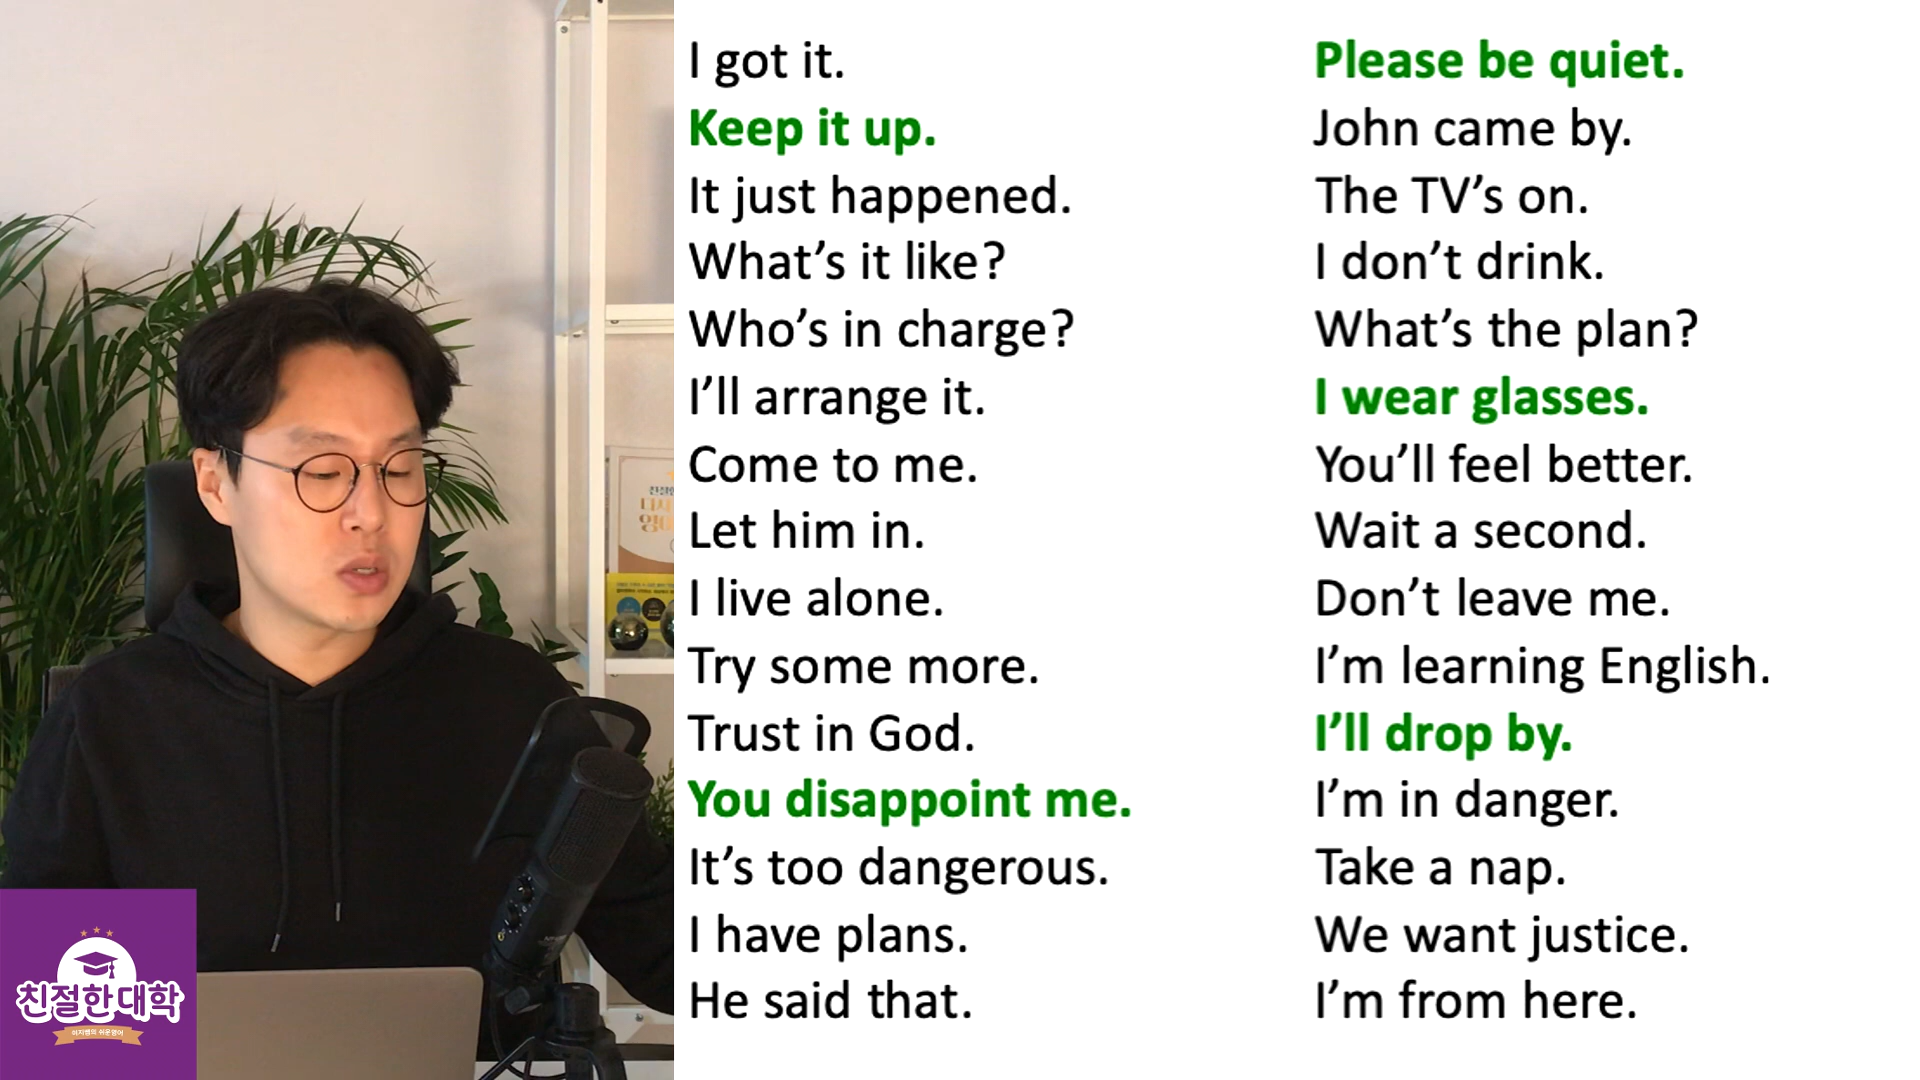 I got it.
Keep it up.
It just happened.
What's it like?
Who's in charge?
I'll arrange it.
Come to me.
Let him in.
I live alone.
Try some more.
Trust in God.
You disappoint me.
It's too dangerous.
I have plans.
He said that.
Please be quiet.
John came by.
The TV's on.
I don't drink.
What's the plan?
I wear glasses.
You'll feel better.
Wait a second.
Don't leave me.
I'm learning English.
I'll drop by.
I'm in danger.
Take a nap.
We want justice.
I'm from here.
친절한대학